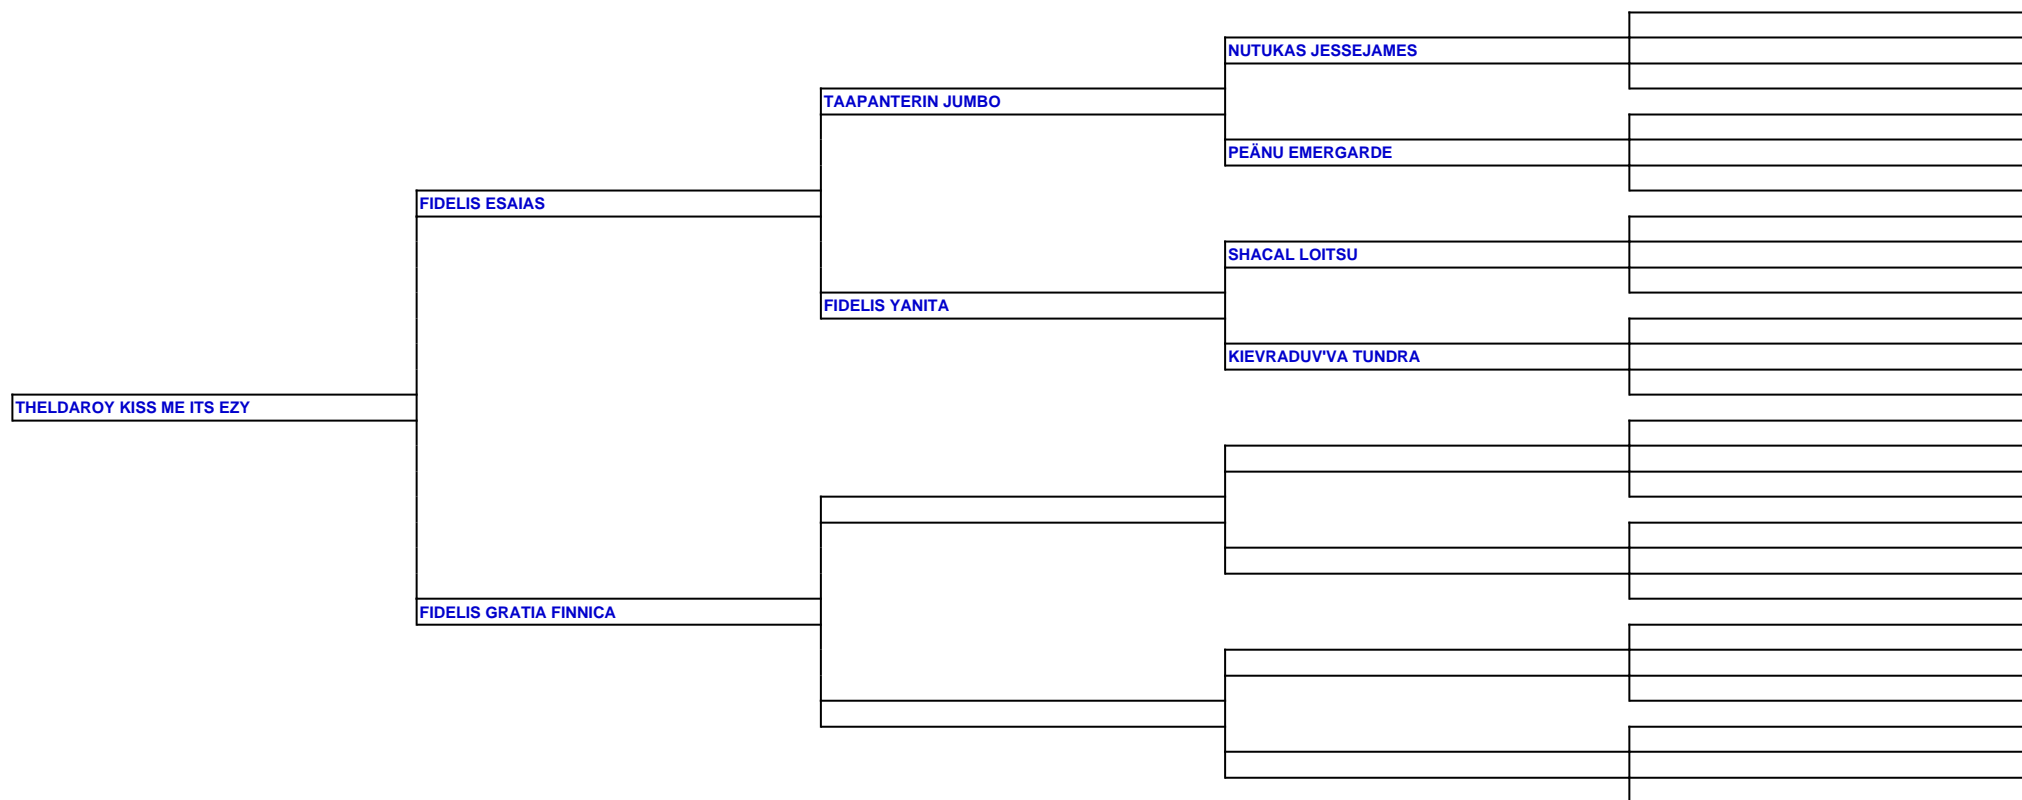 NUTUKAS JESSEJAMES
TAAPANTERIN JUMBO
PEÄNU EMERGARDE
FIDELIS ESAIAS
SHACAL LOITSU
FIDELIS YANITA
KIEVRADUV'VA TUNDRA
THELDAROY KISS ME ITS EZY
FIDELIS GRATIA FINNICA